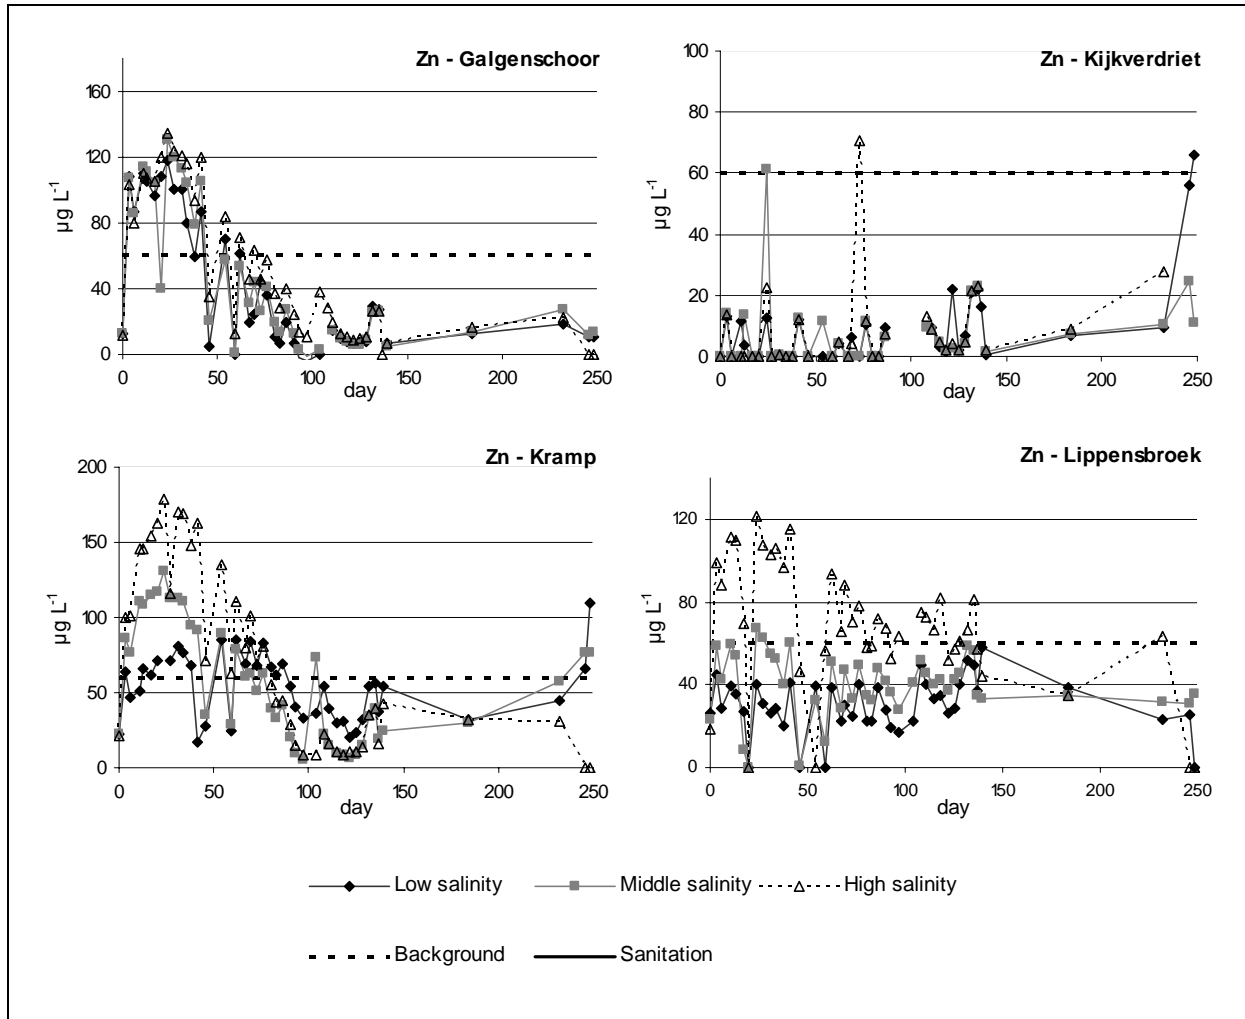 Zn - Galgenschoor
160
120
80
40
0
µg L-1
0 50 100 150 200 250
day
Zn - Kijkverdriet
100
80
60
40
20
0
µg L-1
0 50 100 150 200 250
day
Zn - Kramp
200
150
100
50
0
µg L-1
0 50 100 150 200 250
day
Zn - Lippensbroek
120
80
40
0
µg L-1
0 50 100 150 200 250
day
Low salinity Middle salinity High salinity
Background Sanitation